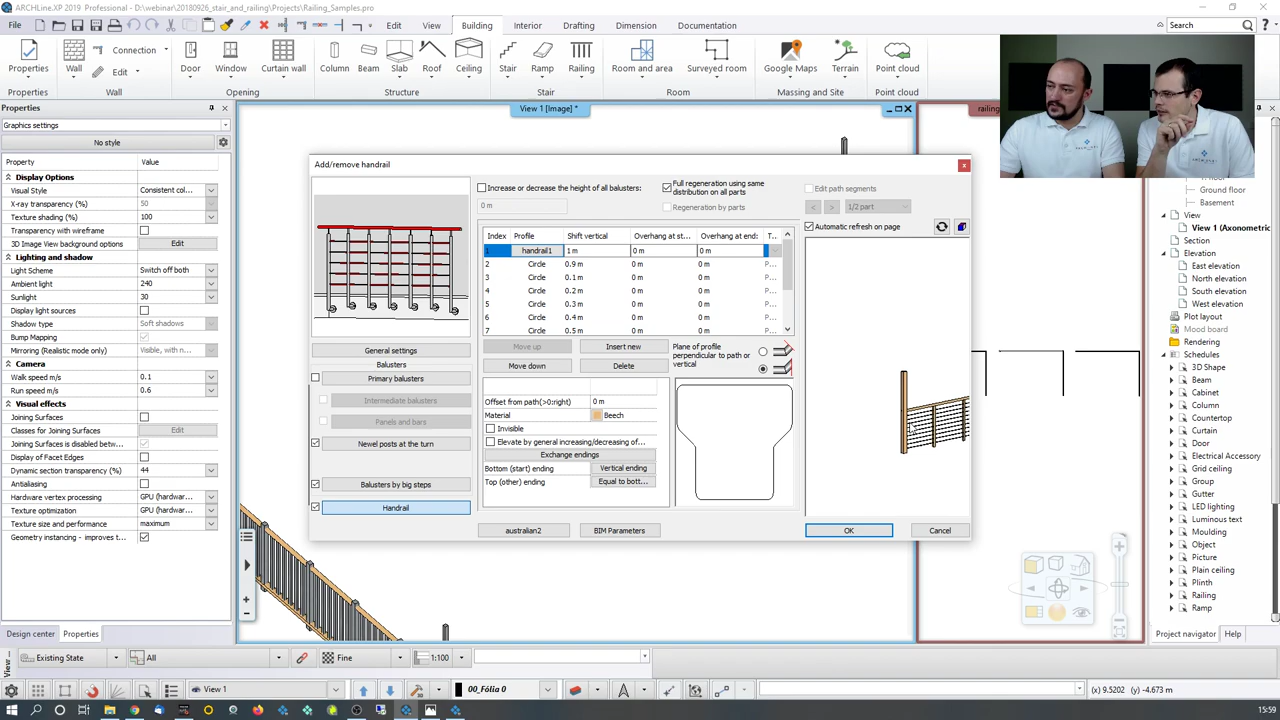 ARCHLine.XP 2019 Professional - D:\webinar\20180926_stair_and_railing\Projects\Railing_Samples.pro
File Edit View Building Interior Drafting Dimension Documentation Search
Connection
Edit
Properties Wall Door Window Curtain wall Column Beam Slab Roof Ceiling Stair Ramp Railing Room and area Surveyed room Google Maps Terrain Point cloud
Properties Wall Opening Structure Stair Room Massing and Site Point cloud
Properties
Graphics settings
No style
Property Value
Display Options
Visual Style Consistent col...
X-ray transparency (%) 50
Texture shading (%) 100
Transparency with wireframe
3D Image View background options Edit
Lighting and shadow
Light Scheme Switch off both
Ambient light 240
Sunlight 30
Display light sources
Shadow type Soft shadows
Bump Mapping
Mirroring (Realistic mode only) Visible, with n...
Camera
Walk speed m/s 0.1
Run speed m/s 0.6
Visual effects
Joining Surfaces
Classes for Joining Surfaces Edit
Joining Surfaces is disabled betwe...
Display of Facet Edges
Dynamic section transparency (%) 44
Antialiasing
Hardware vertex processing GPU (hardwar...
Texture optimization GPU (hardwar...
Texture size and performance maximum
Geometry instancing - improves t...
Design center Properties
View 1 [Image] *
Add/remove handrail
Increase or decrease the height of all balusters:
0 m
Full regeneration using same
distribution on all parts
Regeneration by parts
Edit path segments
< > 1/2 part
Automatic refresh on page
Index Profile Shift vertical Overhang at st... Overhang at end: T...
1 handrail1 1 m 0 m 0 m
2 Circle 0.9 m 0 m 0 m P...
3 Circle 0.1 m 0 m 0 m P...
4 Circle 0.2 m 0 m 0 m P...
5 Circle 0.3 m 0 m 0 m P...
6 Circle 0.4 m 0 m 0 m P...
7 Circle 0.5 m 0 m 0 m P...
Move up Insert new
Move down Delete
Plane of profile
perpendicular to path or
vertical
Offset from path(>0:right) 0 m
Material Beech
Invisible
Elevate by general increasing/decreasing of...
Exchange endings
Bottom (start) ending Vertical ending
Top (other) ending Equal to bott...
General settings
Balusters
Primary balusters
Intermediate balusters
Panels and bars
Newel posts at the turn
Balusters by big steps
Handrail
australian2 BIM Parameters OK Cancel
Ground floor
Basement
View
View 1 (Axonometric
Section
Elevation
East elevation
North elevation
South elevation
West elevation
Plot layout
Mood board
Rendering
Schedules
3D Shape
Beam
Cabinet
Column
Countertop
Curtain
Door
Electrical Accessory
Grid ceiling
Group
Gutter
LED lighting
Luminous text
Moulding
Object
Picture
Plain ceiling
Plinth
Railing
Ramp
Project navigator Help
View
Existing State All Fine 1:100
View 1 00_Fólia 0 x: 9.5202 (y) -4.673 m
15:59